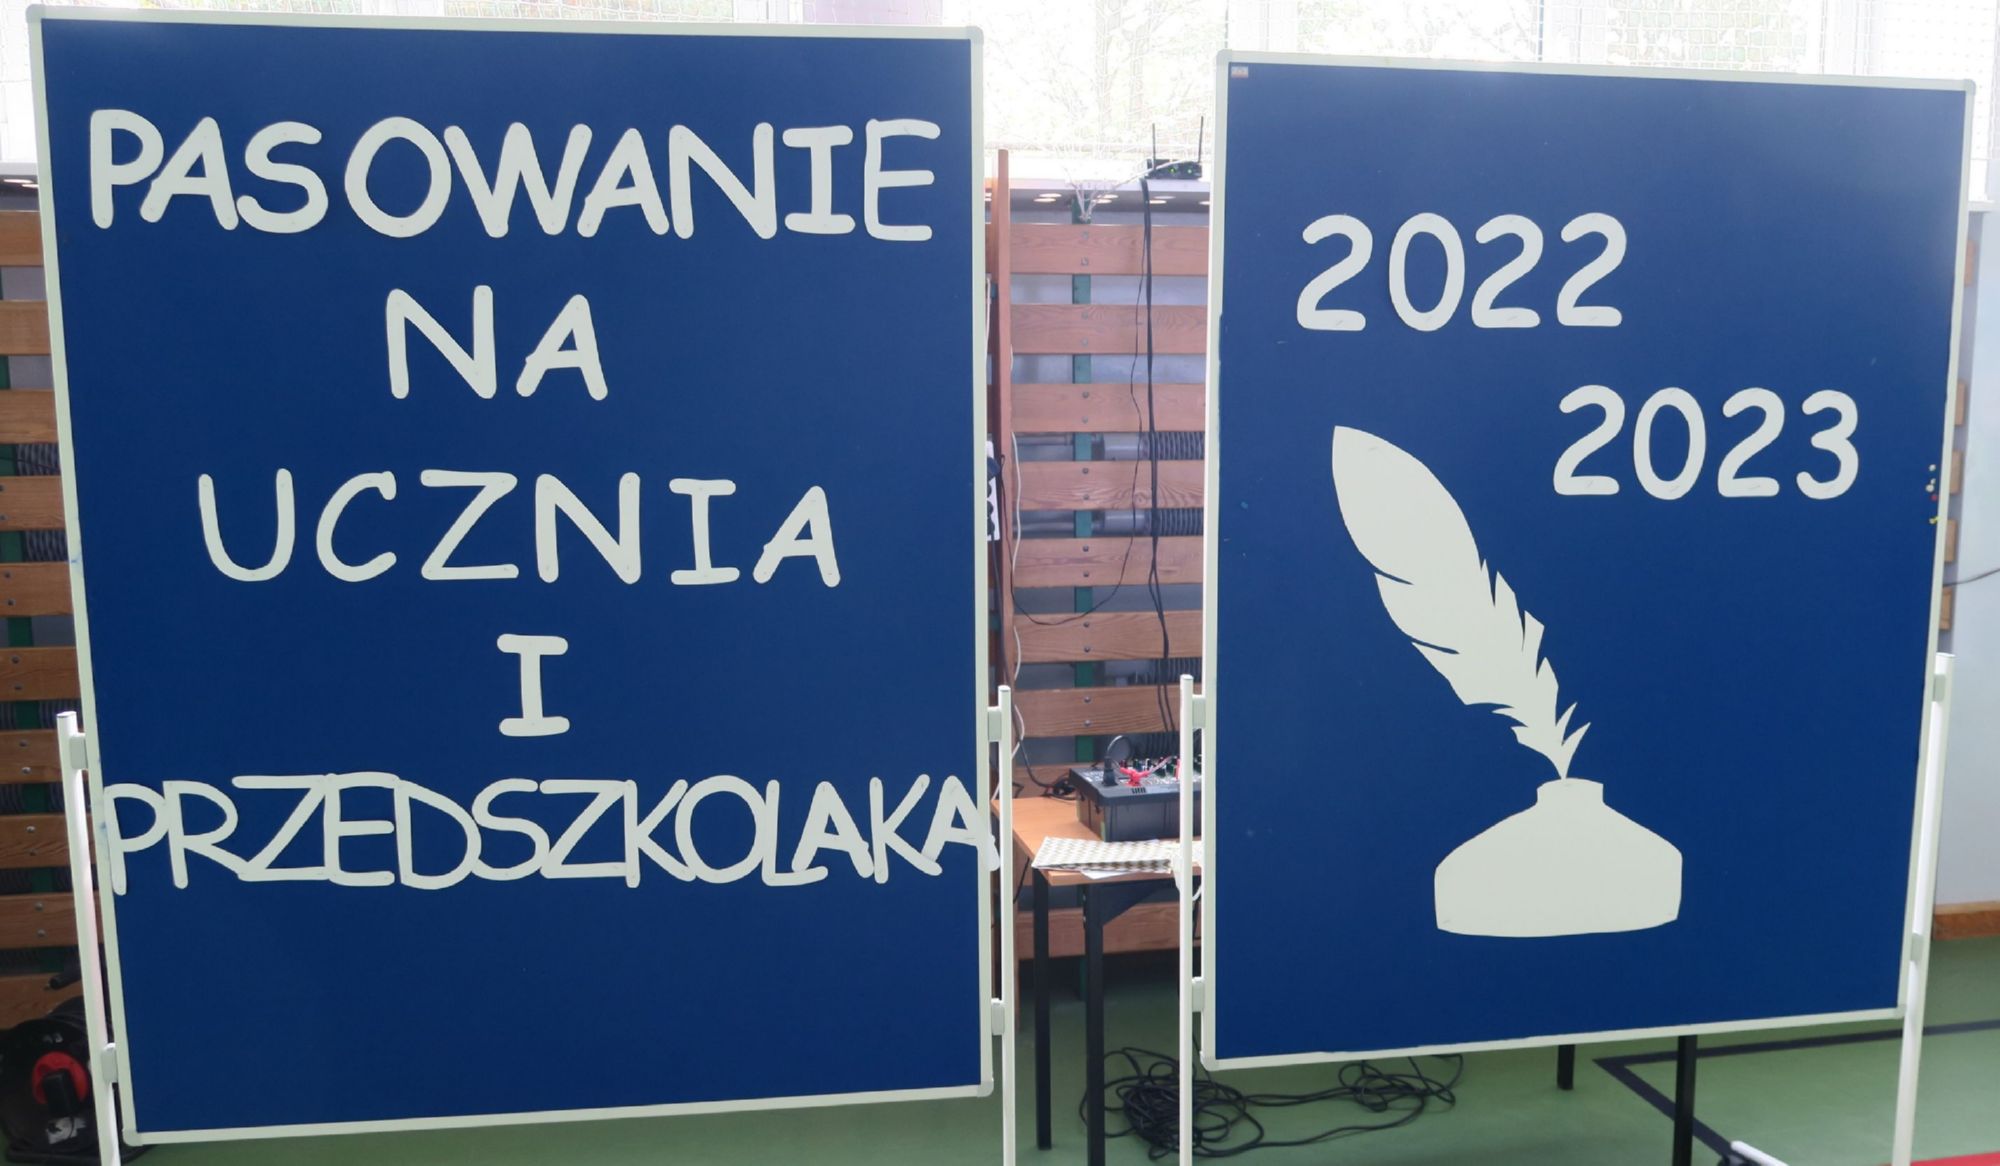 PASOWANIE
NA
UCZNIA
I
PRZEDSZKOLAKA
2022
2023